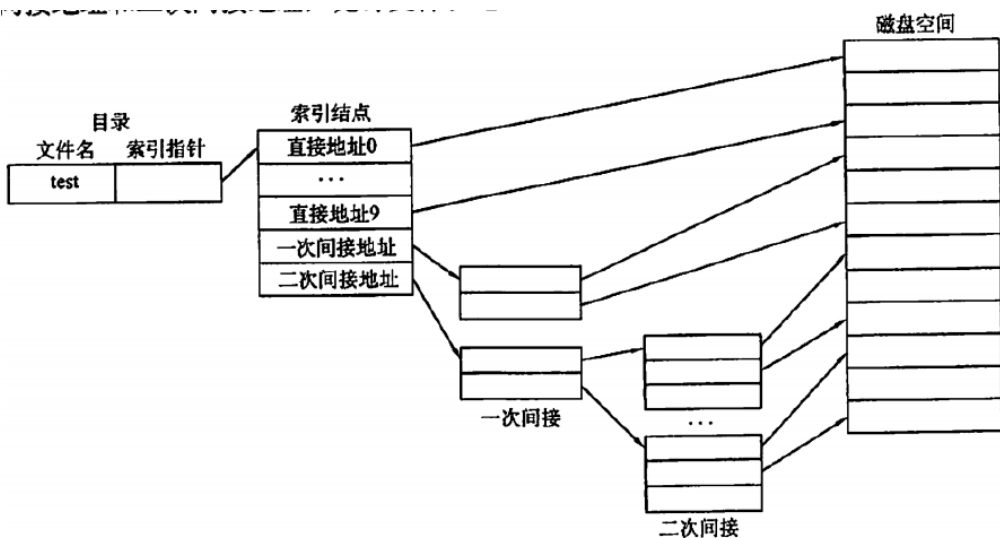 磁盘空间
目录
文件名 索引指针
test
索引结点
直接地址0
...
直接地址9
一次间接地址
二次间接地址
一次间接
...
二次间接